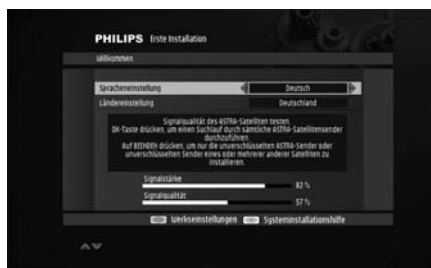 PHILIPS Erste Installation
Willkommen
Spracheneinstellung Deutsch
Ländereinstellung Deutschland
Signalqualität des ASTRA-Satelliten testen.
OK-Taste drücken, um einen Suchlauf durch sämtliche ASTRA-Satellitensender
durchzuführen.
Auf BEENDEN drücken, um nur die unverschlüsselten ASTRA-Sender oder
unverschlüsselten Sender eines oder mehrerer anderer Satelliten zu
installieren.
Signalstärke
82 %
Signalqualität
57 %
Werkseinstellungen Systeminstallationshilfe